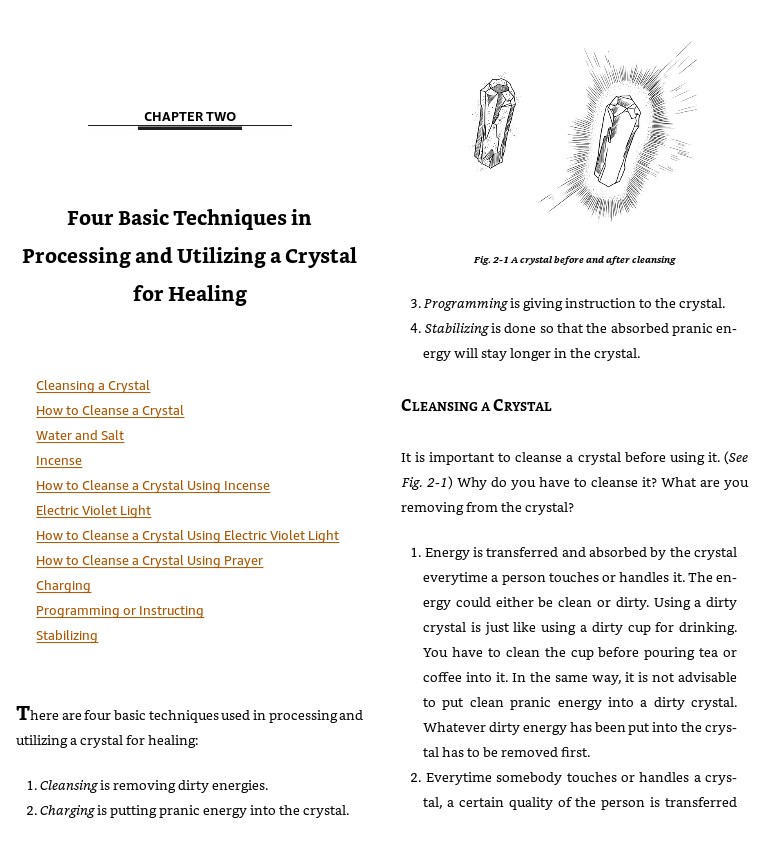 CHAPTER TWO
Four Basic Techniques in
Processing and Utilizing a Crystal
for Healing
Cleansing a Crystal
How to Cleanse a Crystal
Water and Salt
Incense
How to Cleanse a Crystal Using Incense
Electric Violet Light
How to Cleanse a Crystal Using Electric Violet Light
How to Cleanse a Crystal Using Prayer
Charging
Programming or Instructing
Stabilizing
There are four basic techniques used in processing and
utilizing a crystal for healing:
1. Cleansing is removing dirty energies.
2. Charging is putting pranic energy into the crystal.
Fig. 2-1 A crystal before and after cleansing
3. Programming is giving instruction to the crystal.
4. Stabilizing is done so that the absorbed pranic en-
ergy will stay longer in the crystal.
CLEANSING A CRYSTAL
It is important to cleanse a crystal before using it. (See
Fig. 2-1) Why do you have to cleanse it? What are you
removing from the crystal?
1. Energy is transferred and absorbed by the crystal
everytime a person touches or handles it. The en-
ergy could either be clean or dirty. Using a dirty
crystal is just like using a dirty cup for drinking.
You have to clean the cup before pouring tea or
coffee into it. In the same way, it is not advisable
to put clean pranic energy into a dirty crystal.
Whatever dirty energy has been put into the crys-
tal has to be removed first.
2. Everytime somebody touches or handles a crys-
tal, a certain quality of the person is transferred